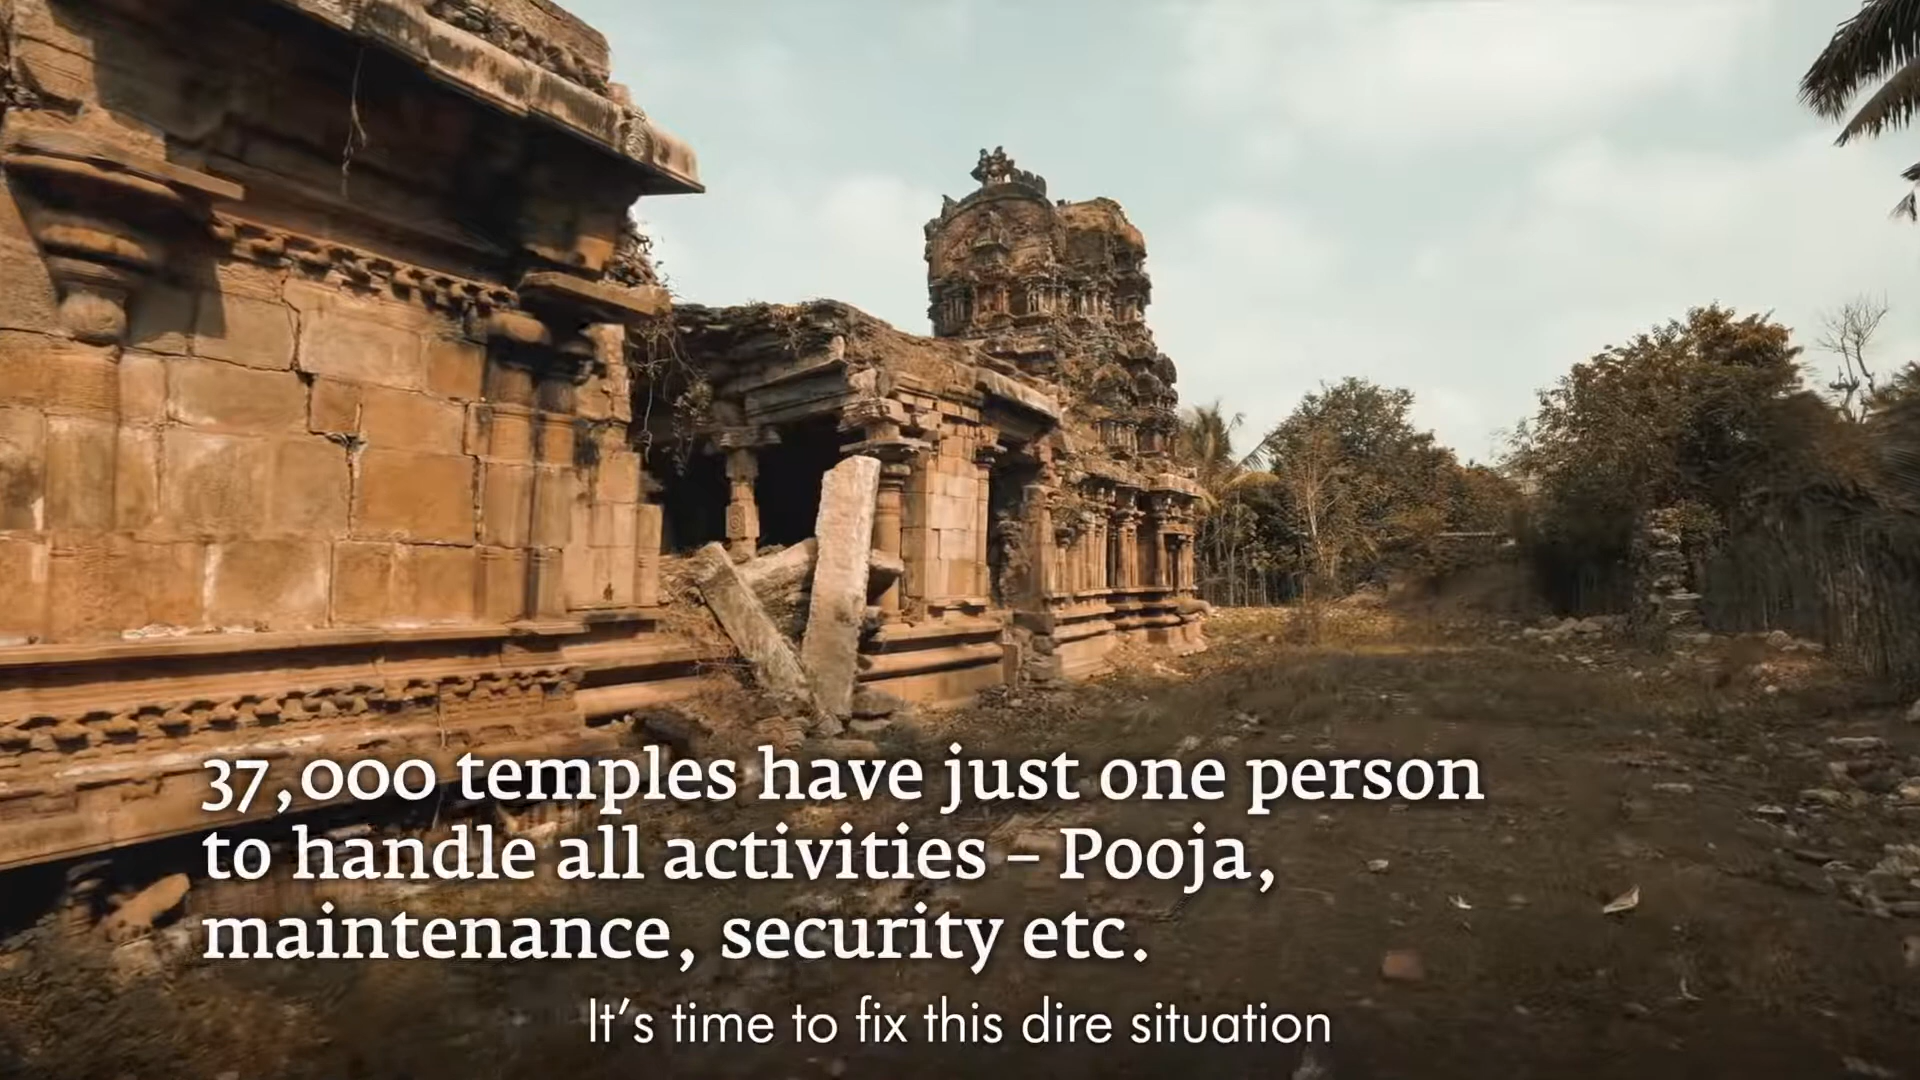 37,000 temples have just one person
to handle all activities – Pooja,
maintenance, security etc.
It's time to fix this dire situation